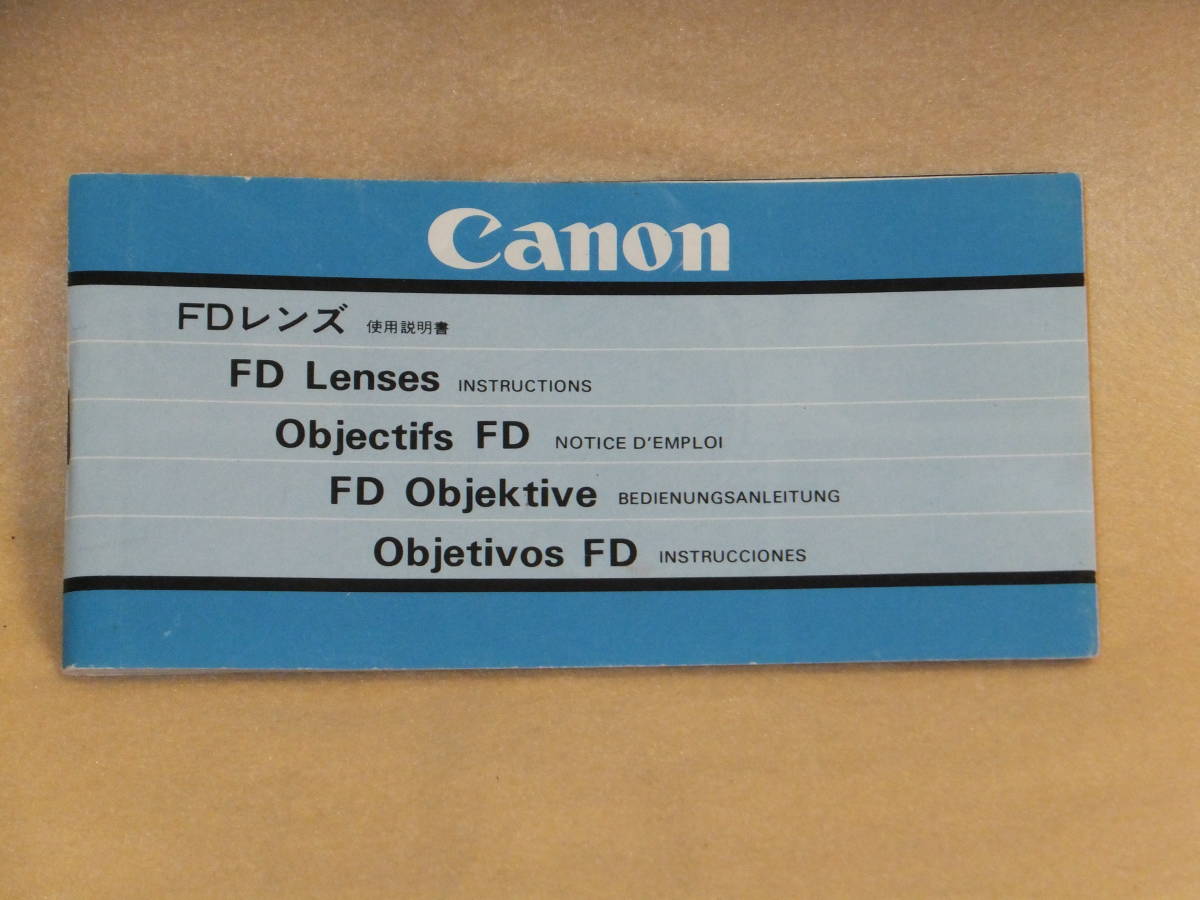 Canon
FDレンズ 使用説明書
FD Lenses INSTRUCTIONS
Objectifs FD NOTICE D'EMPLOI
FD Objektive BEDIENUNGSANLEITUNG
Objetivos FD INSTRUCCIONES